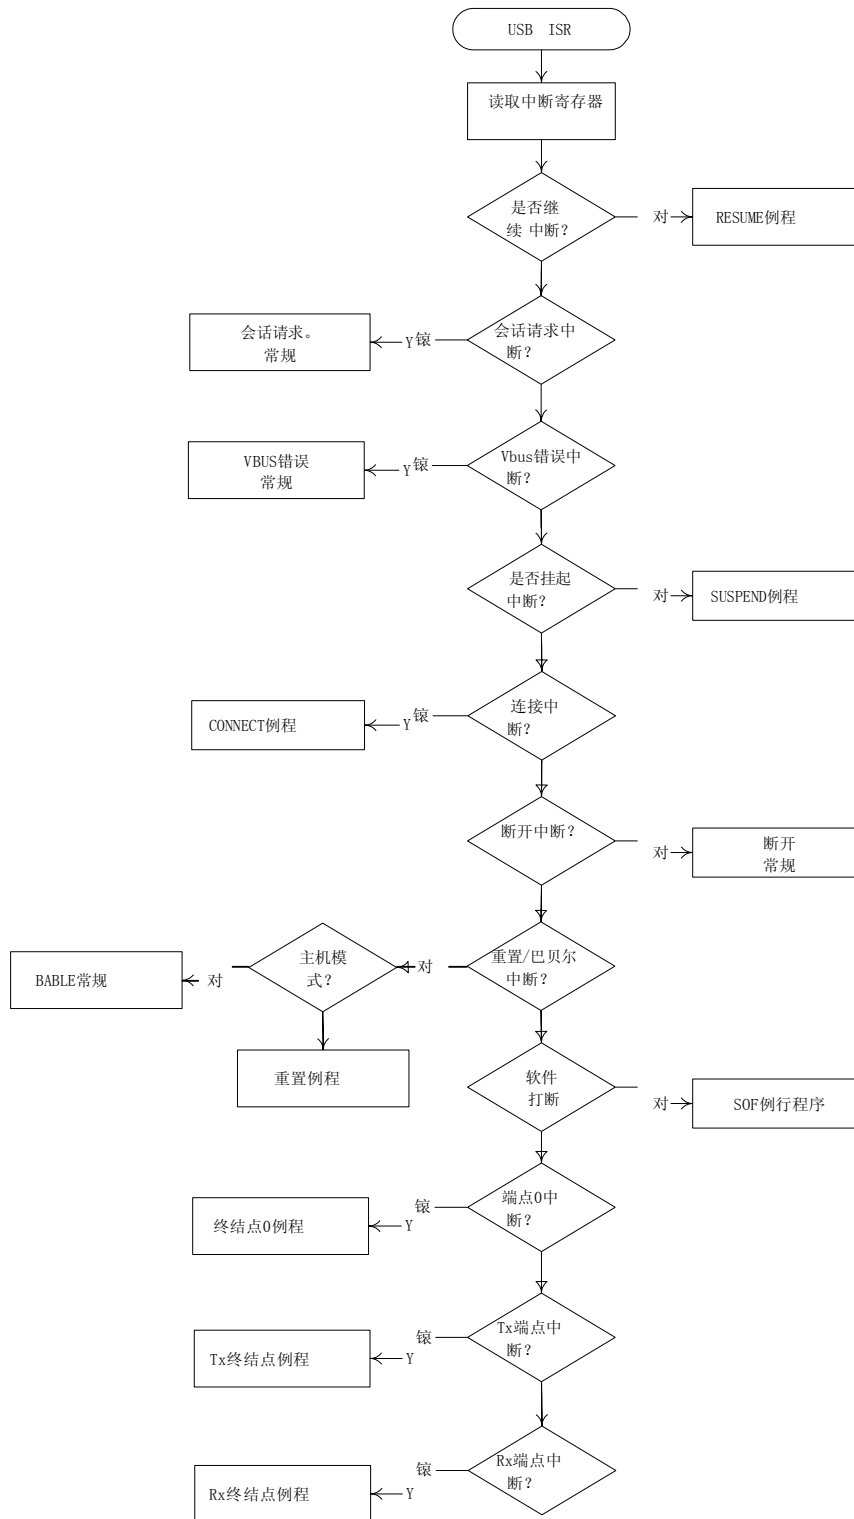 USB ISR
读取中断寄存器
是否继
续 中断?
对
RESUME例程
会话请求中
断?
Y 镱
会话请求。
常规
Vbus错误中
断?
Y 镱
VBUS错误
常规
是否挂起
中断?
对
SUSPEND例程
连接中
断?
Y 镱
CONNECT例程
断开中断?
对
断开
常规
重置/巴贝尔
中断?
对
主机模
式?
对
BABLE常规
重置例程
软件
打断
对
SOF例行程序
端点0中
断?
镱
Y
终结点0例程
Tx端点中
断?
镱
Y
Tx终结点例程
Rx端点中
断?
镱
Y
Rx终结点例程